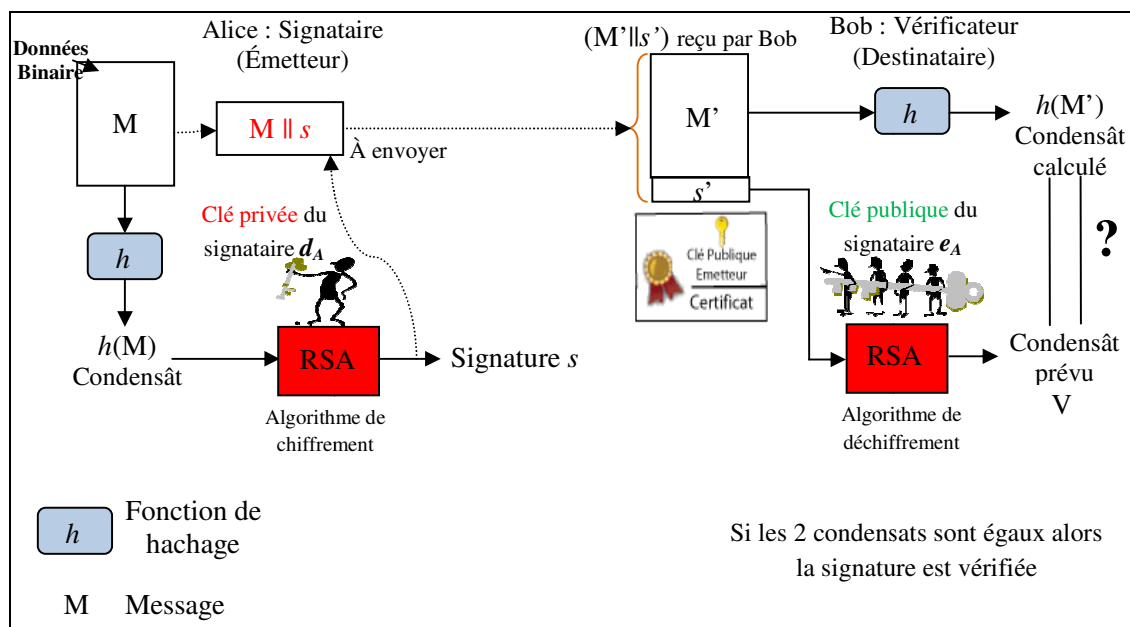 Données
Binaire
Alice : Signataire
(Émetteur)
(M’||s’) reçu par Bob
Bob : Vérificateur
(Destinataire)
M
M || s
À envoyer
M’
s’
h
h(M’)
Condensât
calculé
Clé privée du
signataire d_A
h
Clé Publique
Emetteur
Certificat
Clé publique du
signataire e_A
?
h(M)
Condensât
RSA
Signature s
RSA
Condensât
prévu
V
Algorithme de
chiffrement
Algorithme de
déchiffrement
h
Fonction de
hachage
Si les 2 condensats sont égaux alors
la signature est vérifiée
M Message